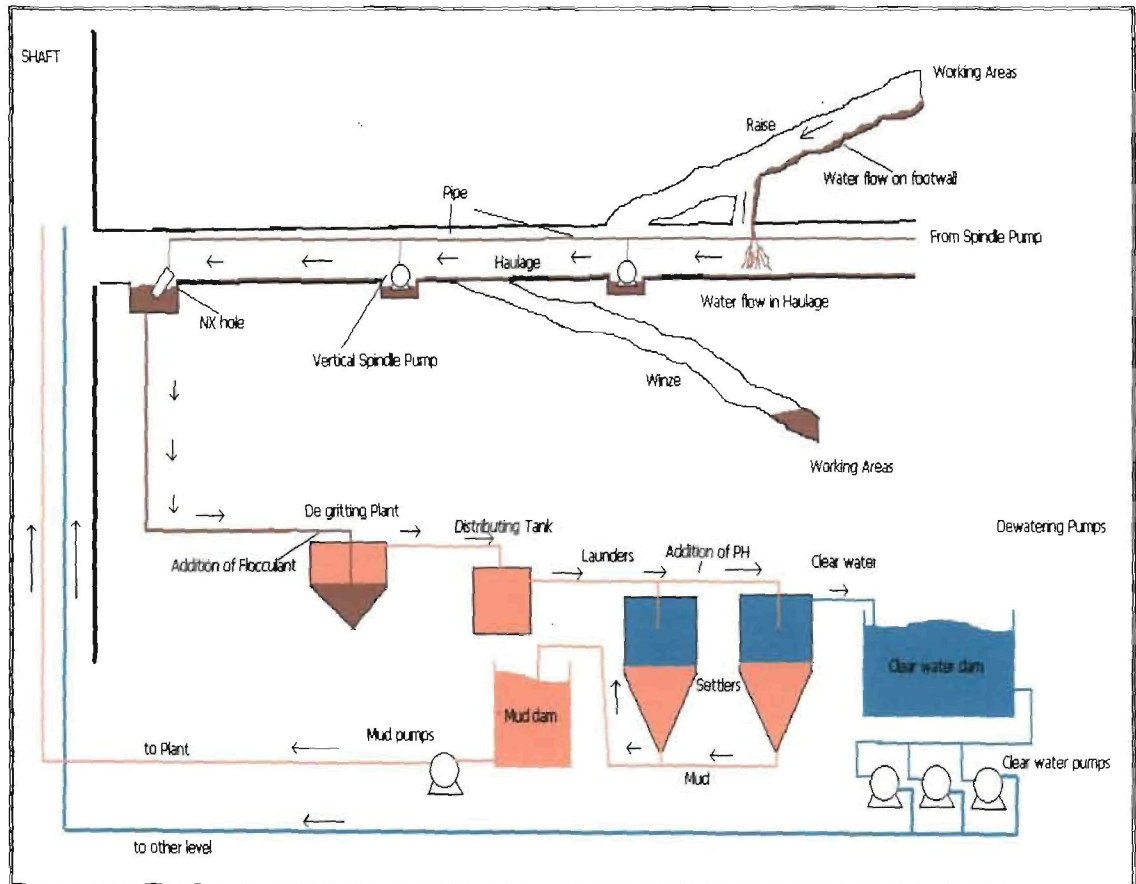 SHAFT
Working Areas
Raise
Water flow on footwall
Pipe
From Spindle Pump
Haulage
Water flow in Haulage
NX hole
Vertical Spindle Pump
Winze
Working Areas
De gritting Plant
Distributing Tank
Dewatering Pumps
Addition of Flocculant
Launders
Addition of PH
Clear water
Clear water dam
Settlers
Mud dam
to Plant
Mud pumps
Mud
Clear water pumps
to other level